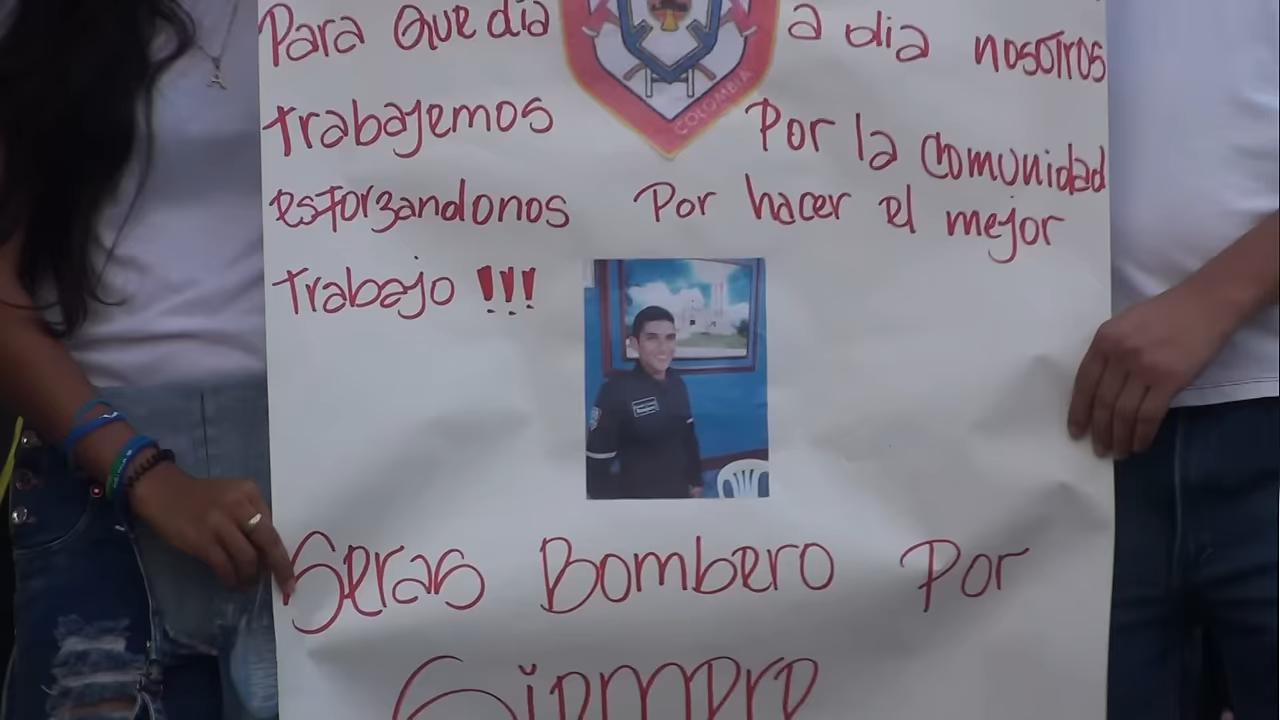 Para Que dia a dia nosotros
COLOMBIA
trabajemos Por la comunidad
esforzandonos Por hacer el mejor
trabajo !!!
Seras Bombero Por
Siempre